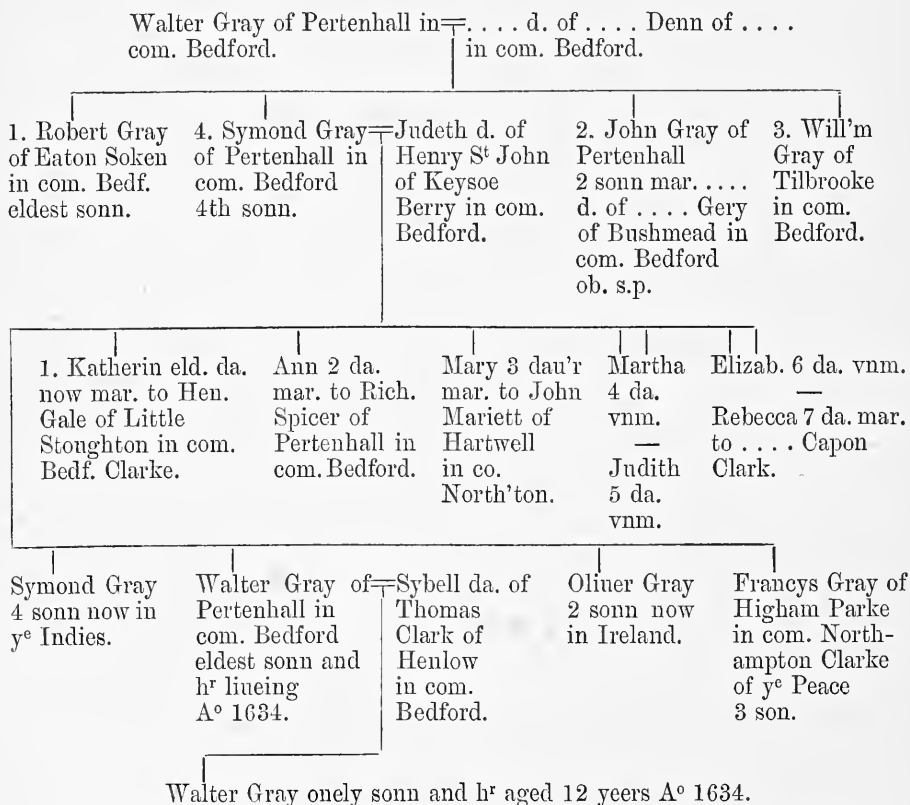 Walter Gray of Pertenhall in=. . . . d. of . . . . Denn of . . . .
com. Bedford.
in com. Bedford.
1. Robert Gray
of Eaton Soken
in com. Bedf.
eldest sonn.
4. Symond Gray=
of Pertenhall in
com. Bedford
4th sonn.
Judeth d. of
Henry St John
of Keysoe
Berry in com.
Bedford.
2. John Gray of
Pertenhall
2 sonn mar. . . . .
d. of . . . . Gery
of Bushmead in
com. Bedford
ob. s.p.
3. Will'm
Gray of
Tilbrooke
in com.
Bedford.
1. Katherin eld. da.
now mar. to Hen.
Gale of Little
Stoughton in com.
Bedf. Clarke.
Ann 2 da.
mar. to Rich.
Spicer of
Pertenhall in
com. Bedford.
Mary 3 dau'r
mar. to John
Mariett of
Hartwell
in co.
North'ton.
Martha
4 da.
vnm.
—
Judith
5 da.
vnm.
Elizab. 6 da. vnm.
—
Rebecca 7 da. mar.
to . . . . Capon
Clark.
Symond Gray
4 sonn now in
ye Indies.
Walter Gray of=
Pertenhall in
com. Bedford
eldest sonn and
hr liueing
Ao 1634.
Sybell da. of
Thomas
Clark of
Henlow
in com.
Bedford.
Oliuer Gray
2 sonn now
in Ireland.
Francys Gray of
Higham Parke
in com. North-
ampton Clarke
of ye Peace
3 son.
Walter Gray onely sonn and hr aged 12 yeers Ao 1634.